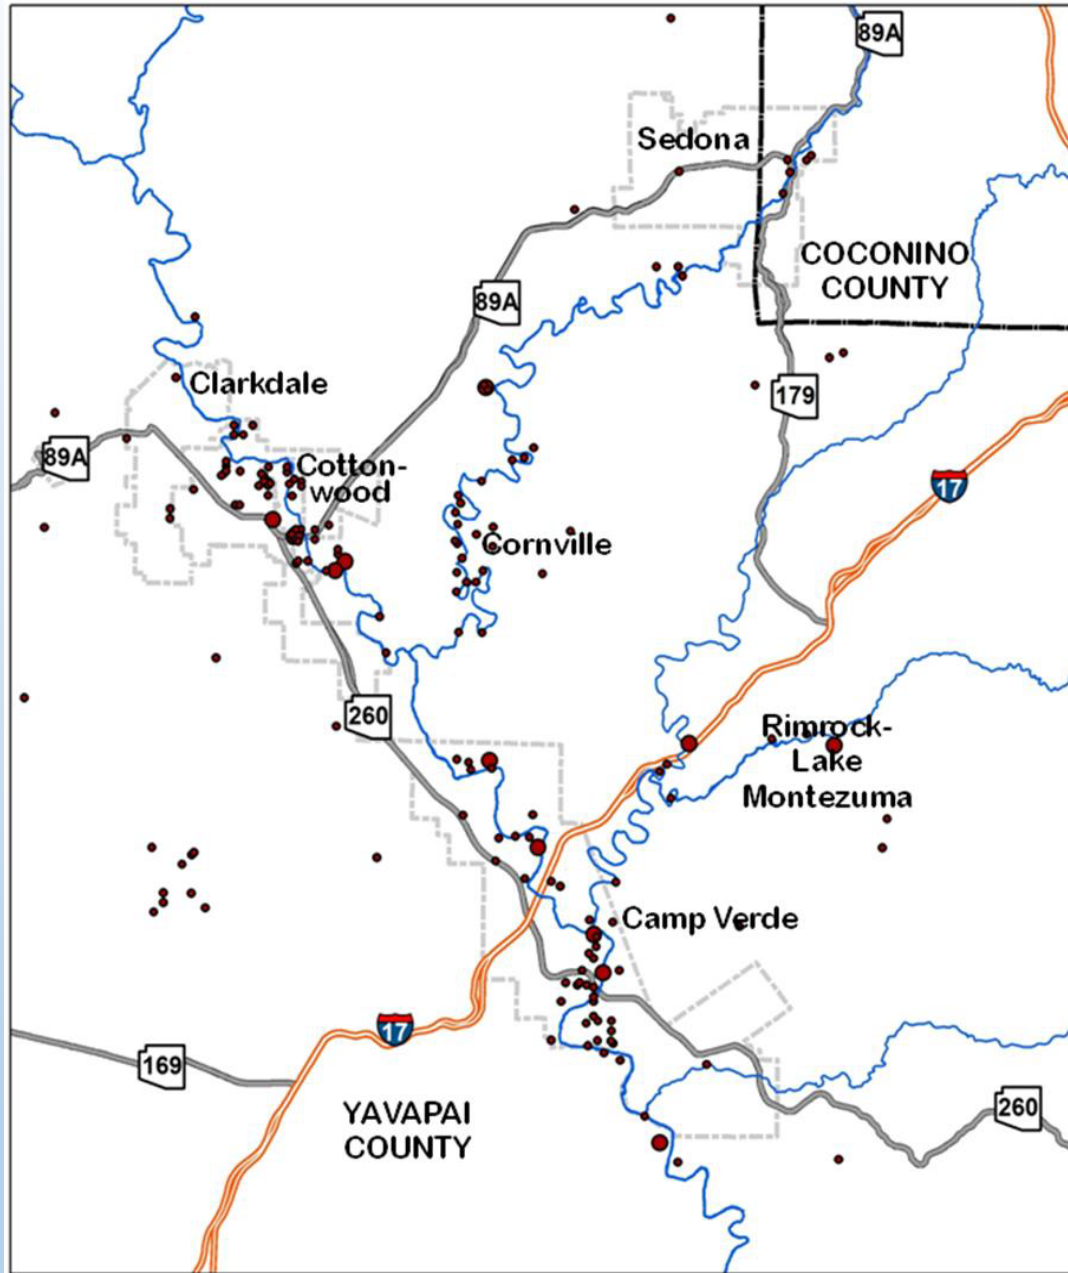 89A
Sedona
COCONINO
COUNTY
89A
Clarkdale
179
89A
Cotton-
wood
17
Cornville
260
Rimrock-
Lake
Montezuma
Camp Verde
17
169
YAVAPAI
COUNTY
260